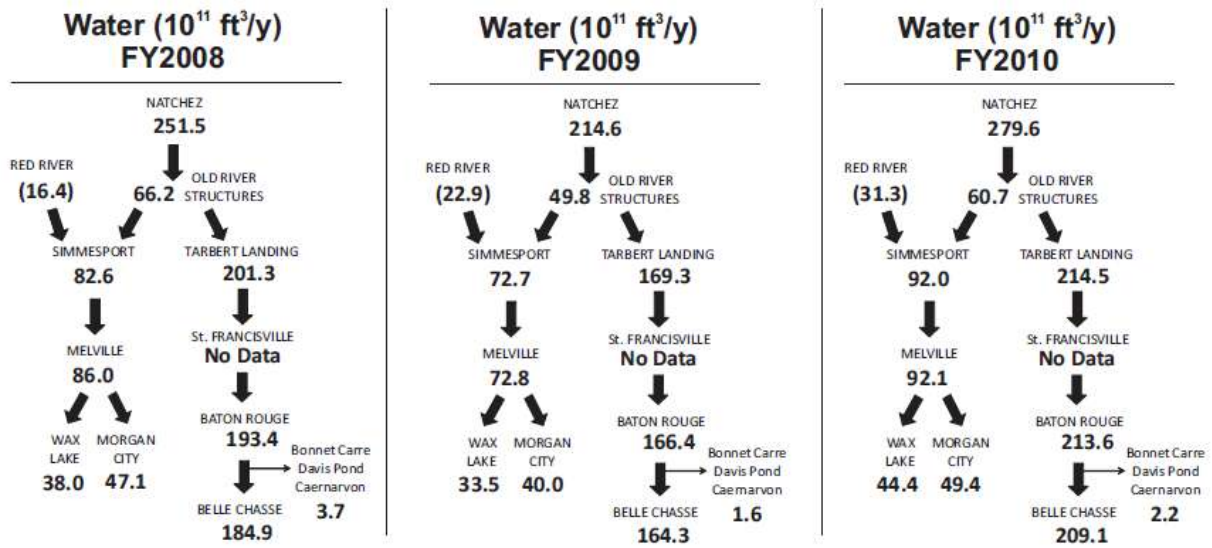 Water (10¹¹ ft³/y)
FY2008
NATCHEZ
251.5
RED RIVER
(16.4)
66.2
OLD RIVER
STRUCTURES
SIMMESPORT
82.6
TARBERT LANDING
201.3
St. FRANCISVILLE
No Data
MELVILLE
86.0
BATON ROUGE
193.4
WAX
LAKE
38.0
MORGAN
CITY
47.1
Bonnet Carre
Davis Pond
Caernarvon
3.7
BELLE CHASSE
184.9
Water (10¹¹ ft³/y)
FY2009
NATCHEZ
214.6
RED RIVER
(22.9)
49.8
OLD RIVER
STRUCTURES
SIMMESPORT
72.7
TARBERT LANDING
169.3
St. FRANCISVILLE
No Data
MELVILLE
72.8
BATON ROUGE
166.4
WAX
LAKE
33.5
MORGAN
CITY
40.0
Bonnet Carre
Davis Pond
Caernarvon
1.6
BELLE CHASSE
164.3
Water (10¹¹ ft³/y)
FY2010
NATCHEZ
279.6
RED RIVER
(31.3)
60.7
OLD RIVER
STRUCTURES
SIMMESPORT
92.0
TARBERT LANDING
214.5
St. FRANCISVILLE
No Data
MELVILLE
92.1
BATON ROUGE
213.6
WAX
LAKE
44.4
MORGAN
CITY
49.4
Bonnet Carre
Davis Pond
Caernarvon
2.2
BELLE CHASSE
209.1